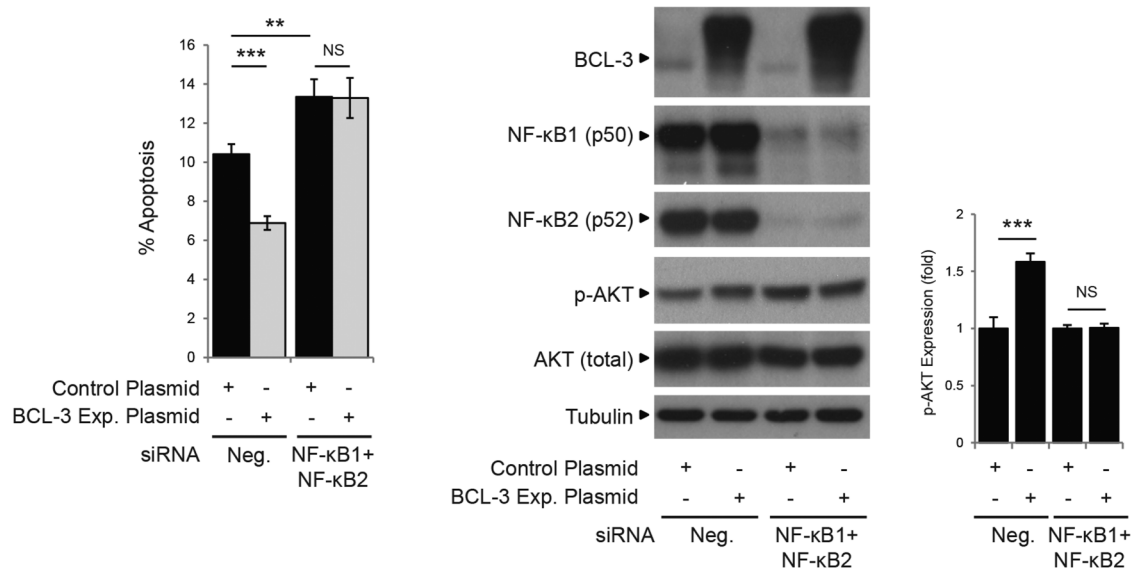 **
***
NS
16
14
12
10
8
6
4
2
0
% Apoptosis
Control Plasmid + - + -
BCL-3 Exp. Plasmid - + - +
siRNA Neg. NF-κB1+
NF-κB2
BCL-3
NF-κB1 (p50)
NF-κB2 (p52)
p-AKT
AKT (total)
Tubulin
Control Plasmid + - + -
BCL-3 Exp. Plasmid - + - +
siRNA Neg. NF-κB1+
NF-κB2
***
NS
2
1.5
1
0.5
0
p-AKT Expression (fold)
+ - + -
- + - +
Neg. NF-κB1+
NF-κB2